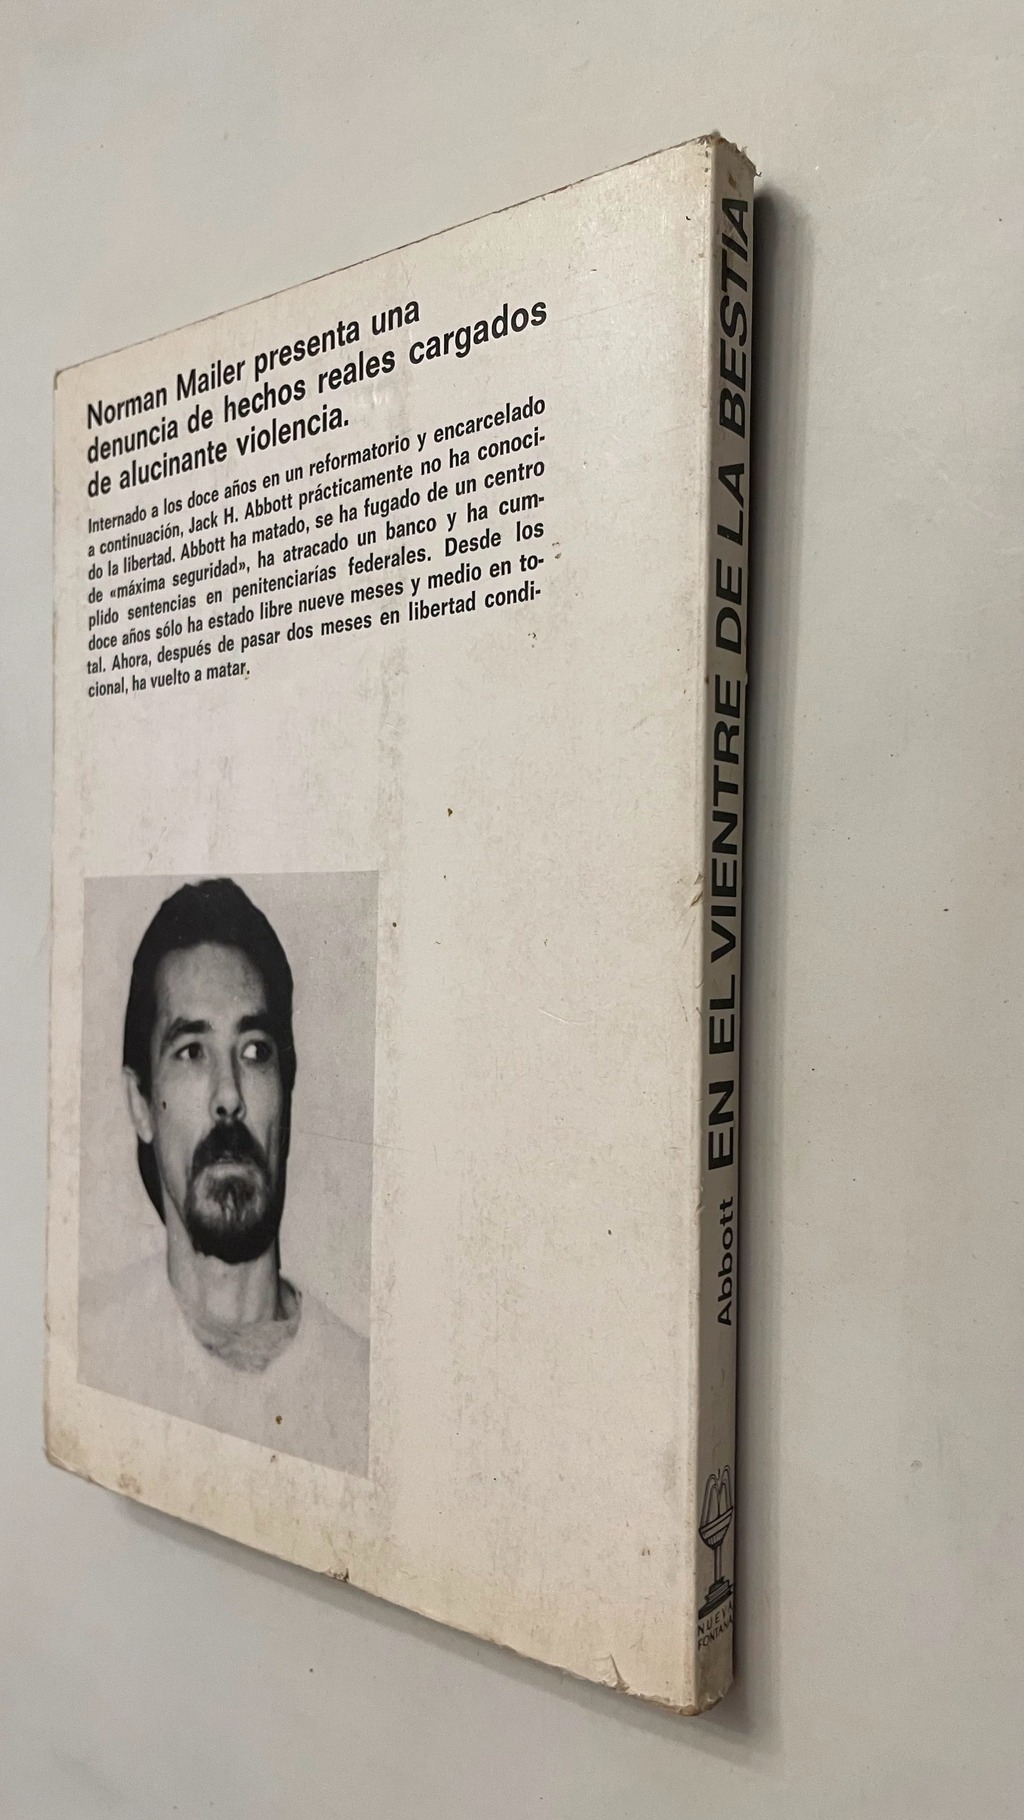 Norman Mailer presenta una
denuncia de hechos reales cargados
de alucinante violencia.
Internado a los doce años en un reformatorio y encarcelado
a continuación, Jack H. Abbott prácticamente no ha conoci-
do la libertad. Abbott ha matado, se ha fugado de un centro
de «máxima seguridad», ha atracado un banco y ha cum-
plido sentencias en penitenciarías federales. Desde los
doce años sólo ha estado libre nueve meses y medio en to-
tal. Ahora, después de pasar dos meses en libertad condi-
cional, ha vuelto a matar.
Abbott EN EL VIENTRE DE LA BESTIA
NUEVA
FONTANA